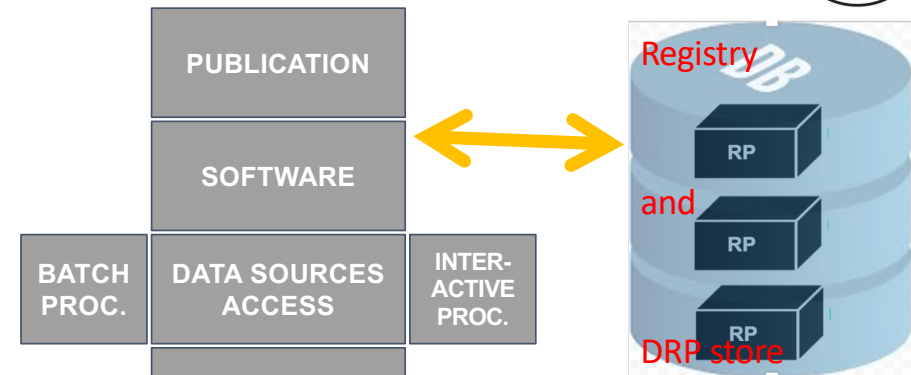 PUBLICATION
SOFTWARE
BATCH
PROC.
DATA SOURCES
ACCESS
INTER-
ACTIVE
PROC.
DB
Registry
RP
and
RP
RP
DRP store